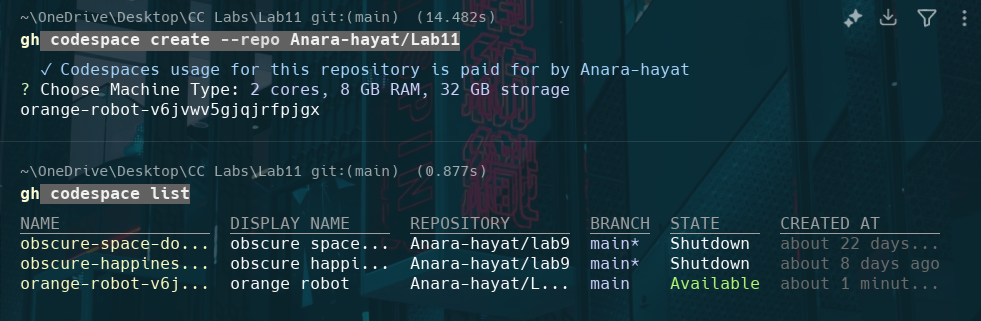 ~\OneDrive\Desktop\CC Labs\Lab11 git:(main) (14.482s)
gh codespace create --repo Anara-hayat/Lab11
✓ Codespaces usage for this repository is paid for by Anara-hayat
? Choose Machine Type: 2 cores, 8 GB RAM, 32 GB storage
orange-robot-v6jvwv5gjqjrfpjgx
~\OneDrive\Desktop\CC Labs\Lab11 git:(main) (0.877s)
gh codespace list
NAME DISPLAY NAME REPOSITORY BRANCH STATE CREATED AT
obscure-space-do... obscure space... Anara-hayat/lab9 main* Shutdown about 22 days...
obscure-happines... obscure happi... Anara-hayat/lab9 main* Shutdown about 8 days ago
orange-robot-v6j... orange robot Anara-hayat/L... main Available about 1 minut...